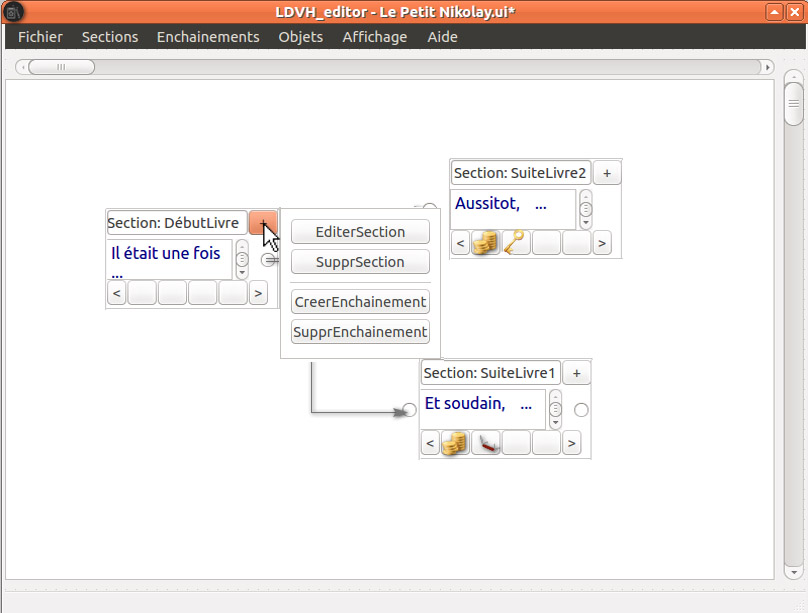 LDVH_editor - Le Petit Nikolay.ui*
Fichier Sections Enchainements Objets Affichage Aide
Section: SuiteLivre2 +
Aussitot, ...
< >
Section: DébutLivre +
Il était une fois
...
< >
EditerSection
SupprSection
CreerEnchainement
SupprEnchainement
Section: SuiteLivre1 +
Et soudain, ...
< >